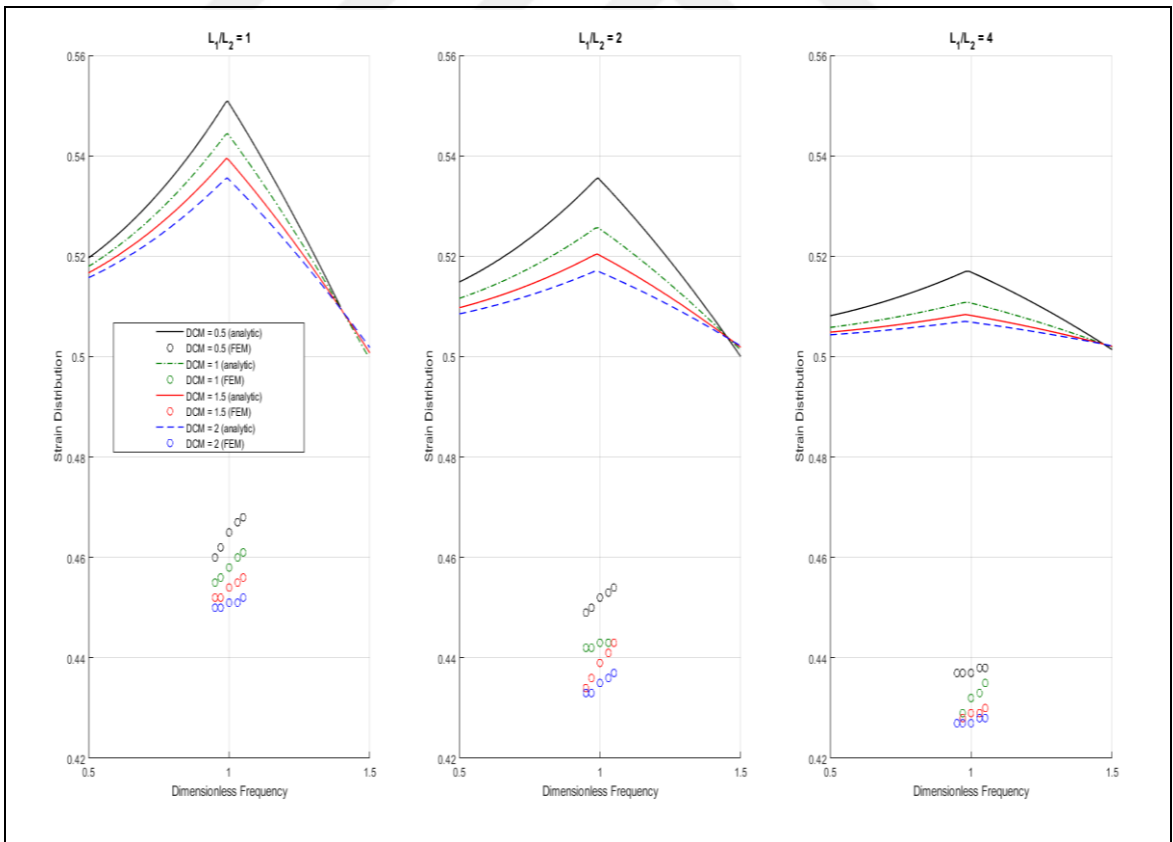 L1/L2 = 1
0.56
0.54
0.52
0.5
0.48
0.46
0.44
0.42
Strain Distribution
DCM = 0.5 (analytic)
DCM = 0.5 (FEM)
DCM = 1 (analytic)
DCM = 1 (FEM)
DCM = 1.5 (analytic)
DCM = 1.5 (FEM)
DCM = 2 (analytic)
DCM = 2 (FEM)
0.5 1 1.5
Dimensionless Frequency
L1/L2 = 2
0.56
0.54
0.52
0.5
0.48
0.46
0.44
0.42
Strain Distribution
0.5 1 1.5
Dimensionless Frequency
L1/L2 = 4
0.56
0.54
0.52
0.5
0.48
0.46
0.44
0.42
Strain Distribution
0.5 1 1.5
Dimensionless Frequency